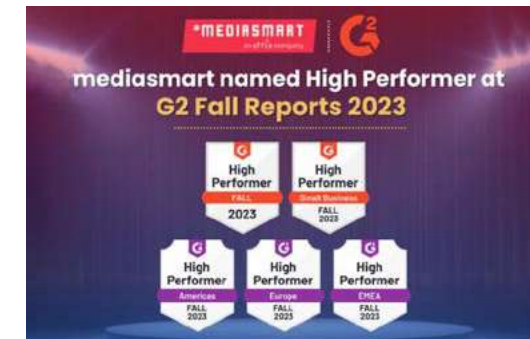 *MEDIASMART
an affle company
G2
mediasmart named High Performer at
G2 Fall Reports 2023
G
High
Performer
FALL
2023
G
High
Performer
Small Business
FALL
2023
G
High
Performer
Americas
FALL
2023
G
High
Performer
Europe
FALL
2023
G
High
Performer
EMEA
FALL
2023